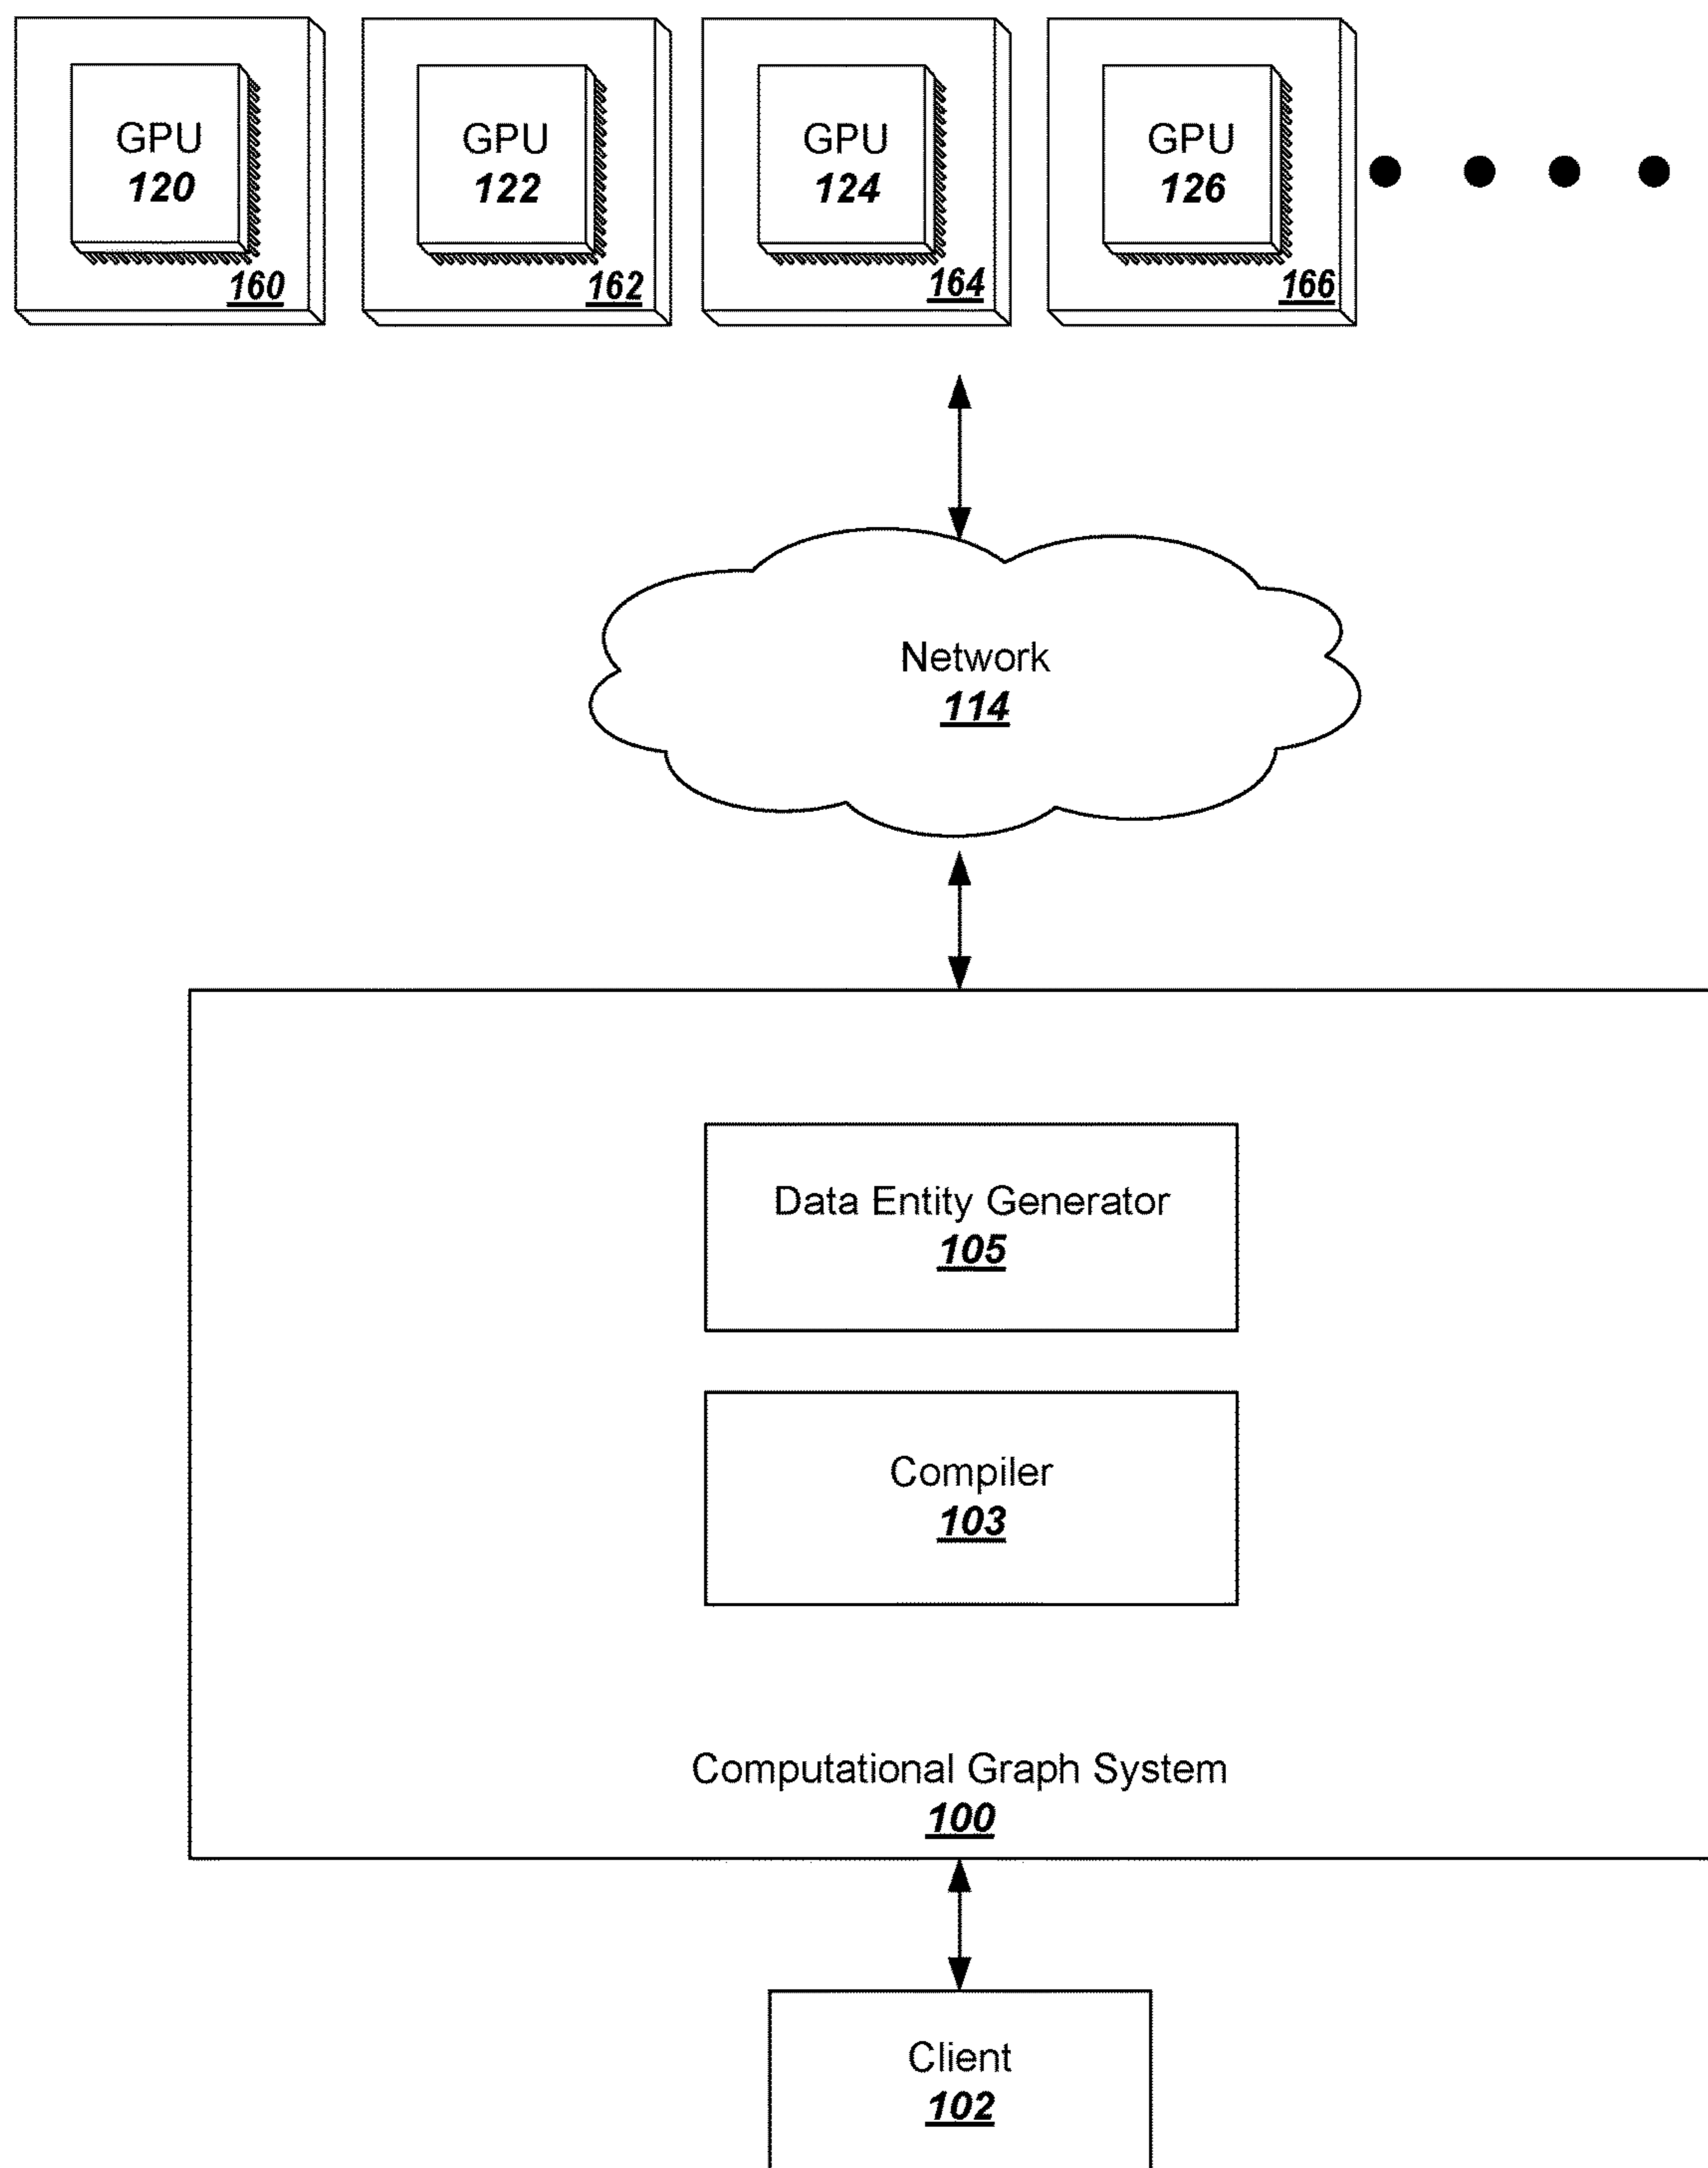 GPU
120
160
GPU
122
162
GPU
124
164
GPU
126
166
Network
114
Data Entity Generator
105
Compiler
103
Computational Graph System
100
Client
102